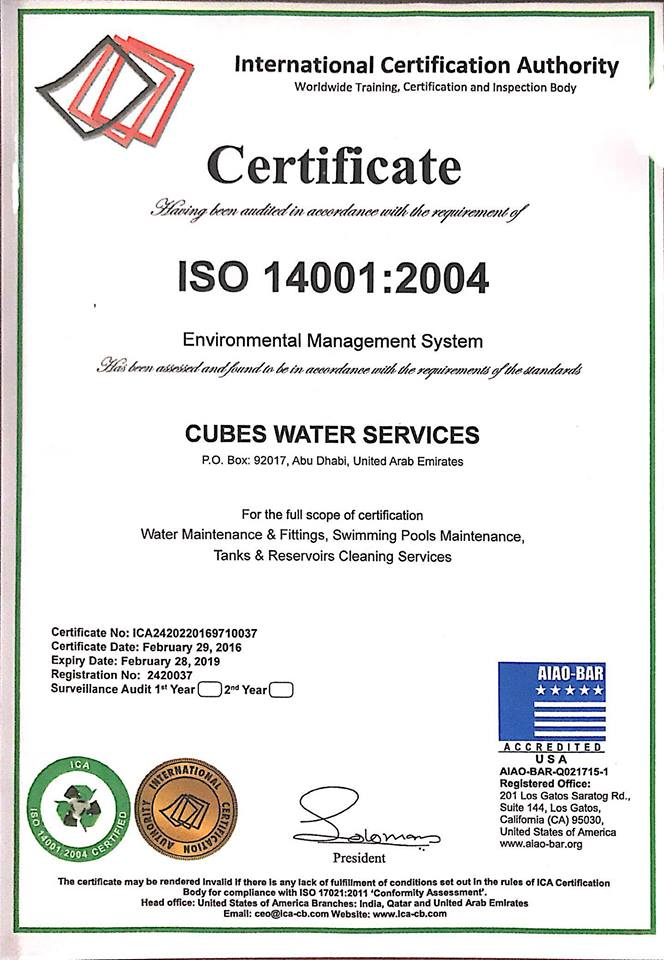 International Certification Authority
Worldwide Training, Certification and Inspection Body
Certificate
Having been audited in accordance with the requirement of
ISO 14001:2004
Environmental Management System
Has been assessed and found to be in accordance with the requirements of the standards
CUBES WATER SERVICES
P.O. Box: 92017, Abu Dhabi, United Arab Emirates
For the full scope of certification
Water Maintenance & Fittings, Swimming Pools Maintenance,
Tanks & Reservoirs Cleaning Services
Certificate No: ICA2420220169710037
Certificate Date: February 29, 2016
Expiry Date: February 28, 2019
Registration No: 2420037
Surveillance Audit 1st Year 2nd Year
AIAO-BAR
ACCREDITED
USA
AIAO-BAR-Q021715-1
Registered Office:
201 Los Gatos Saratog Rd.,
Suite 144, Los Gatos,
California (CA) 95030,
United States of America
www.aiao-bar.org
ICA
ISO 14001:2004 CERTIFIED
INTERNATIONAL CERTIFICATION AUTHORITY
Solomon
President
The certificate may be rendered invalid if there is any lack of fulfillment of conditions set out in the rules of ICA Certification
Body for compliance with ISO 17021:2011 'Conformity Assessment'.
Head office: United States of America Branches: India, Qatar and United Arab Emirates
Email: ceo@ica-cb.com Website: www.ica-cb.com